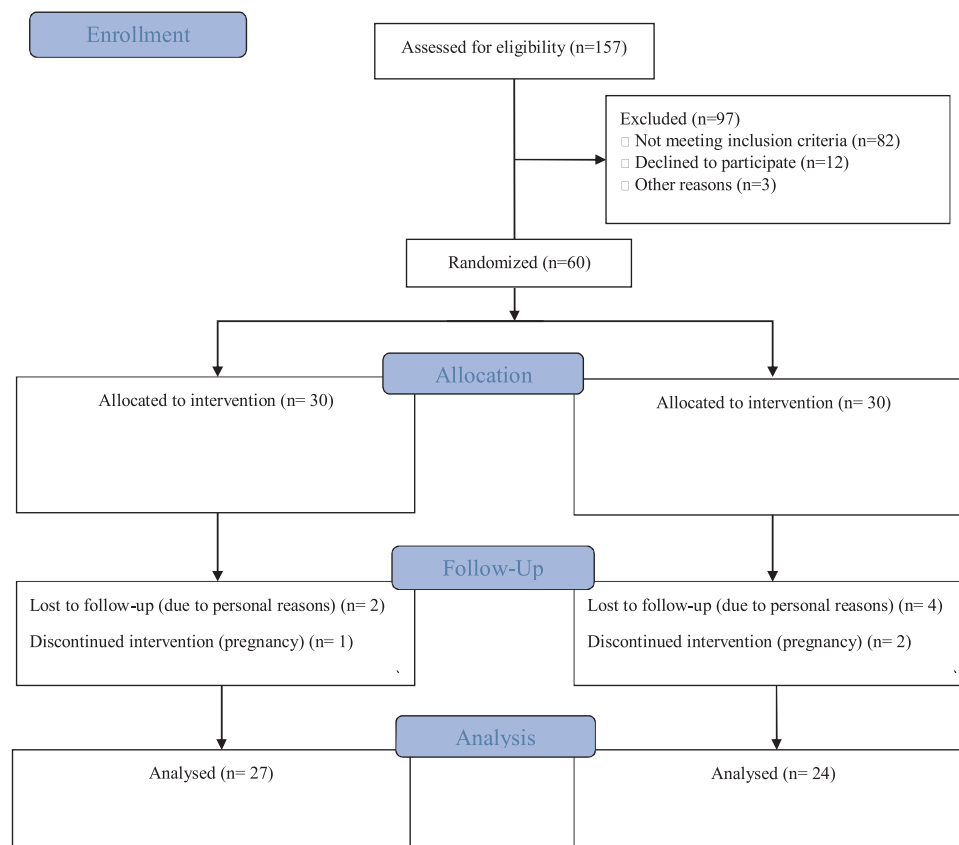 Enrollment
Assessed for eligibility (n=157)
Excluded (n=97)
□ Not meeting inclusion criteria (n=82)
□ Declined to participate (n=12)
□ Other reasons (n=3)
Randomized (n=60)
Allocation
Allocated to intervention (n= 30)
Allocated to intervention (n= 30)
Follow-Up
Lost to follow-up (due to personal reasons) (n= 2)
Discontinued intervention (pregnancy) (n= 1)
Lost to follow-up (due to personal reasons) (n= 4)
Discontinued intervention (pregnancy) (n= 2)
Analysis
Analysed (n= 27)
Analysed (n= 24)